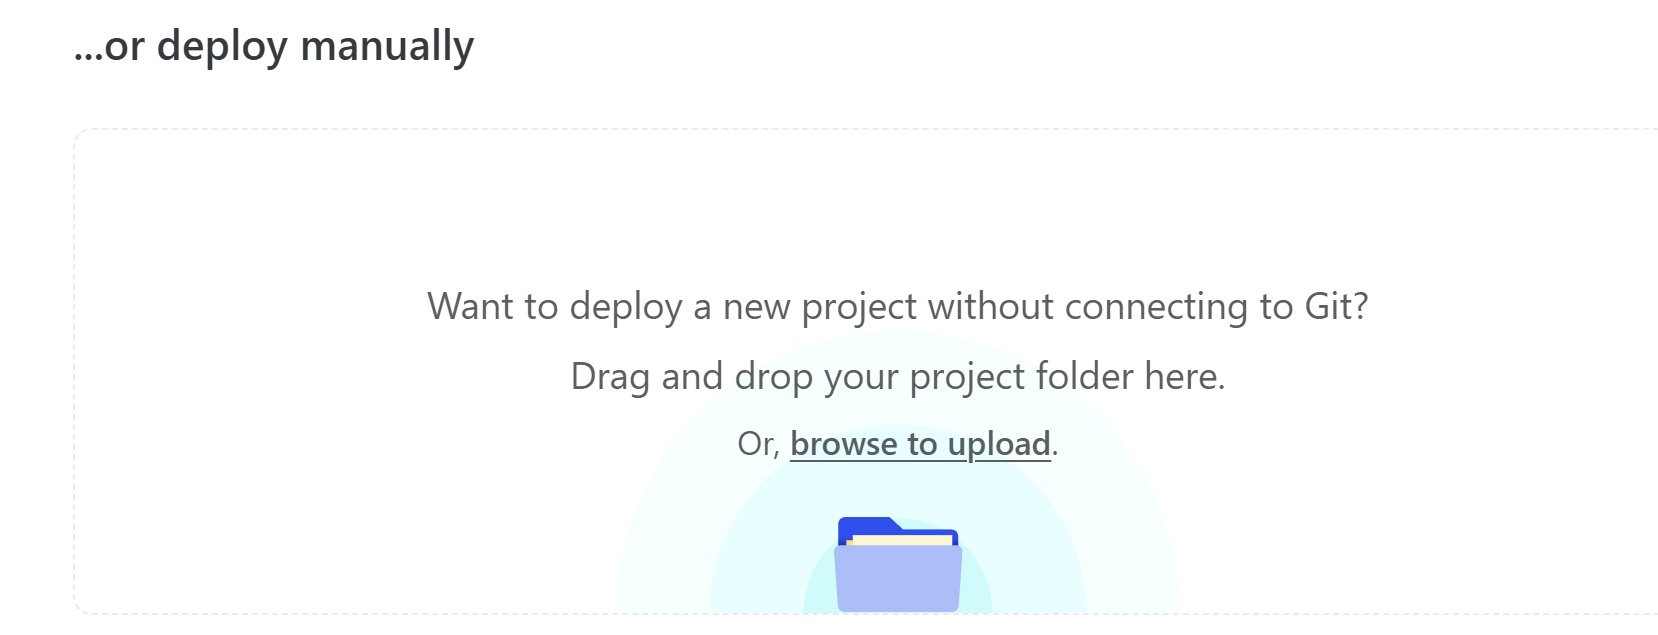 ...or deploy manually
Want to deploy a new project without connecting to Git?
Drag and drop your project folder here.
Or, browse to upload.